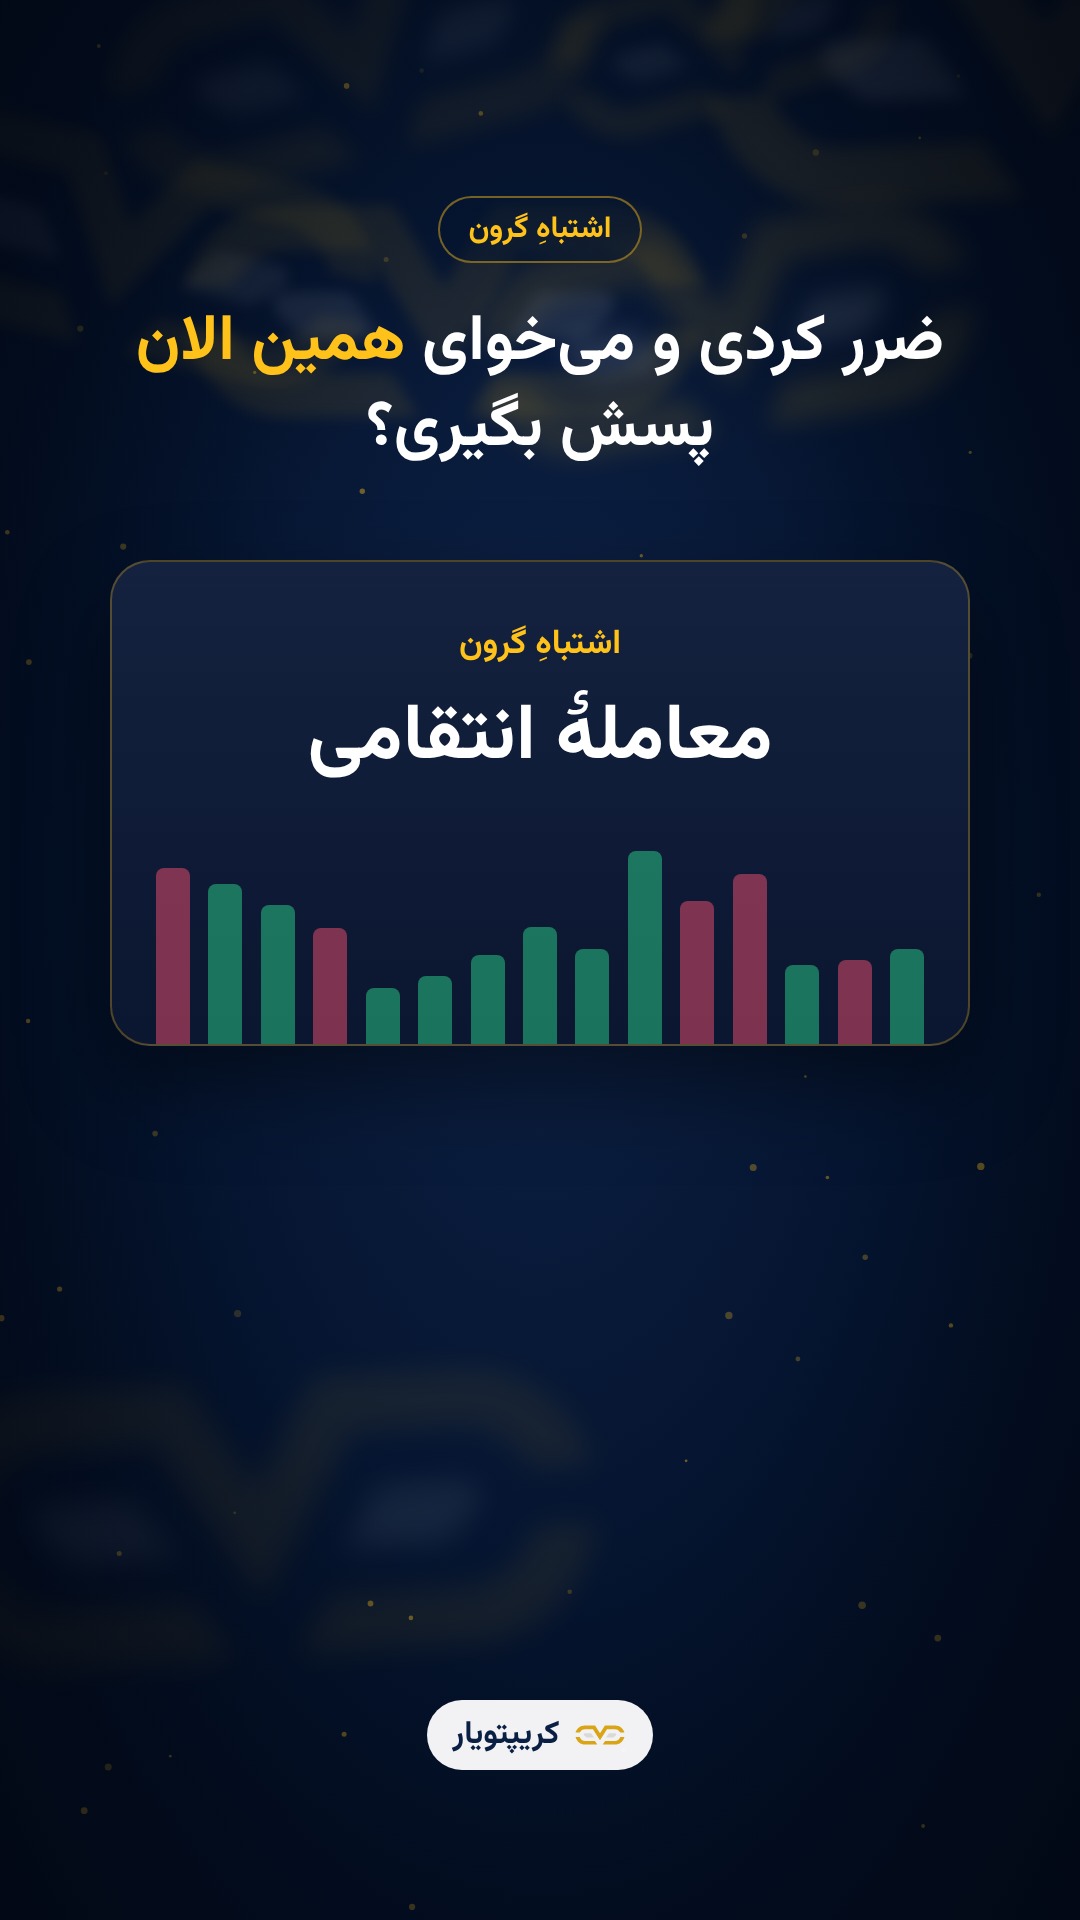 اشتباهِ گرون
ضرر کردی و می‌خوای همین الان
پسش بگیری؟
اشتباهِ گرون
معاملهٔ انتقامی
کریپتویار